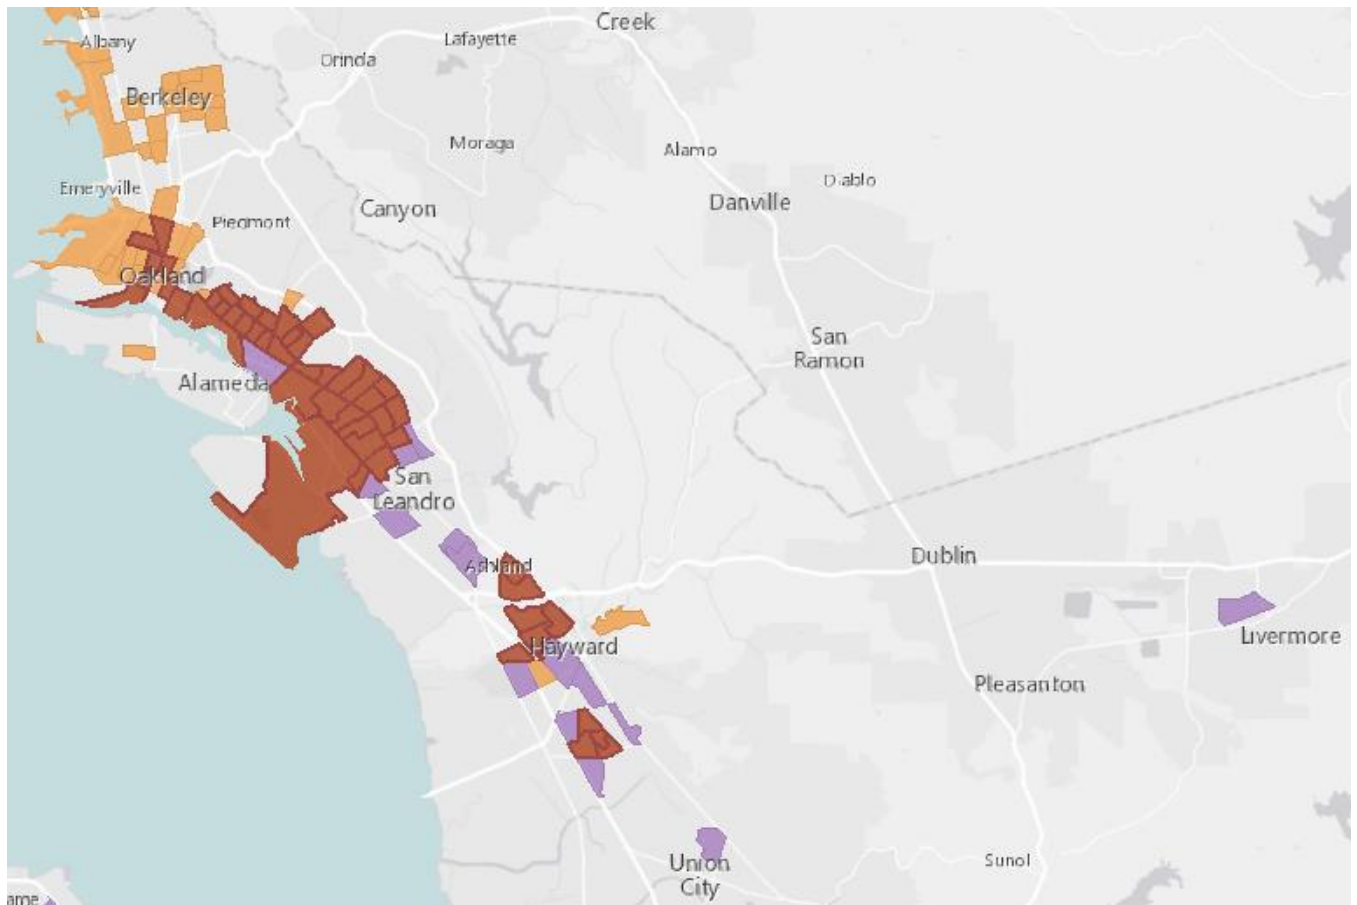 Creek
Albany
Lafayette
Orinda
Berkeley
Moraga
Alamo
Diablo
Emeryville
Danville
Canyon
Piedmont
Oakland
San
Ramon
Alameda
San
Leandro
Dublin
Ashland
Livermore
Hayward
Pleasanton
Sunol
Union
City